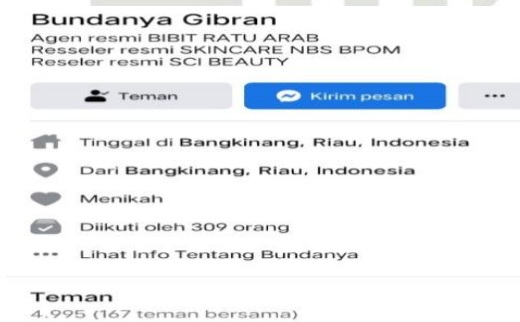 Bundanya Gibran
Agen resmi BIBIT RATU ARAB
Resseler resmi SKINCARE NBS BPOM
Reseler resmi SCI BEAUTY
Teman
Kirim pesan
Tinggal di Bangkinang, Riau, Indonesia
Dari Bangkinang, Riau, Indonesia
Menikah
Diikuti oleh 309 orang
Lihat Info Tentang Bundanya
Teman
4.995 (167 teman bersama)